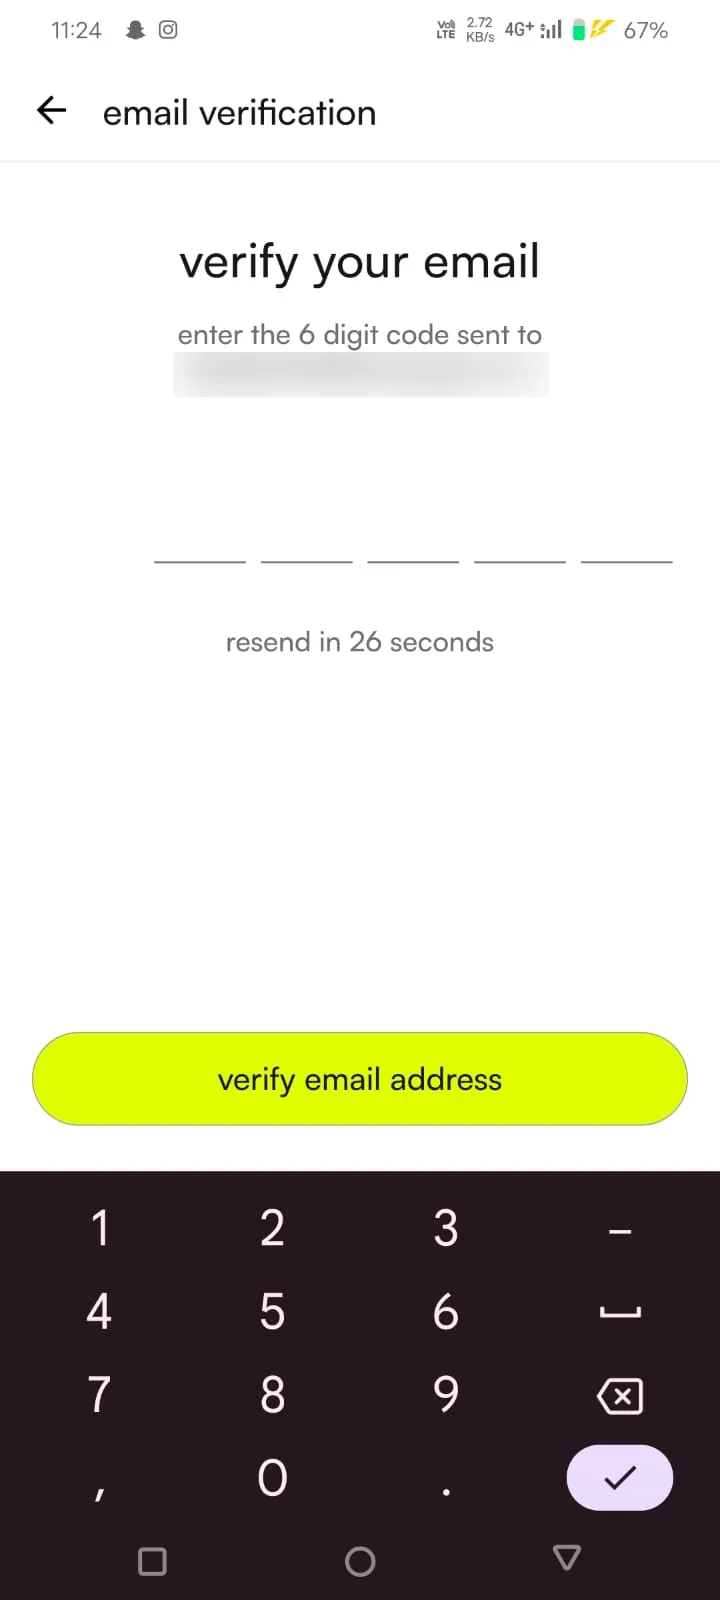 11:24 Vo) LTE 2.72 KB/s 4G+ 67%
email verification
verify your email
enter the 6 digit code sent to
resend in 26 seconds
verify email address
1 2 3 –
4 5 6
7 8 9
, 0 .